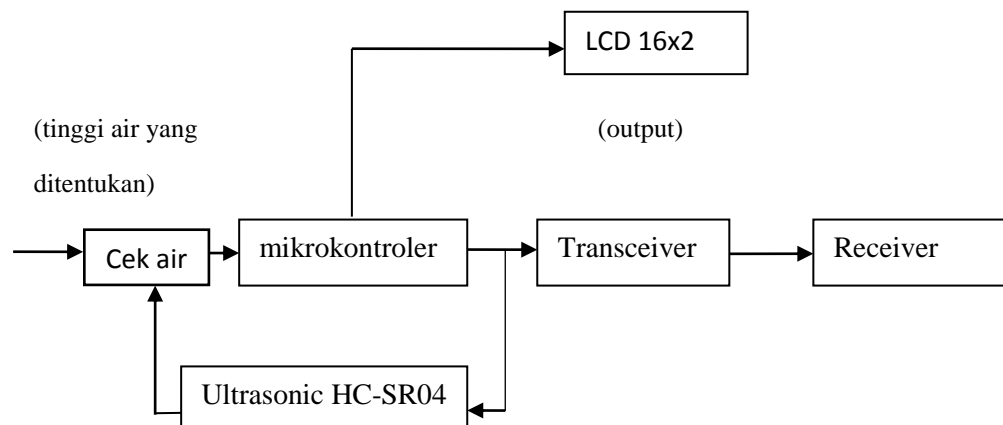 LCD 16x2
(tinggi air yang
ditentukan)
(output)
Cek air
mikrokontroler
Transceiver
Receiver
Ultrasonic HC-SR04